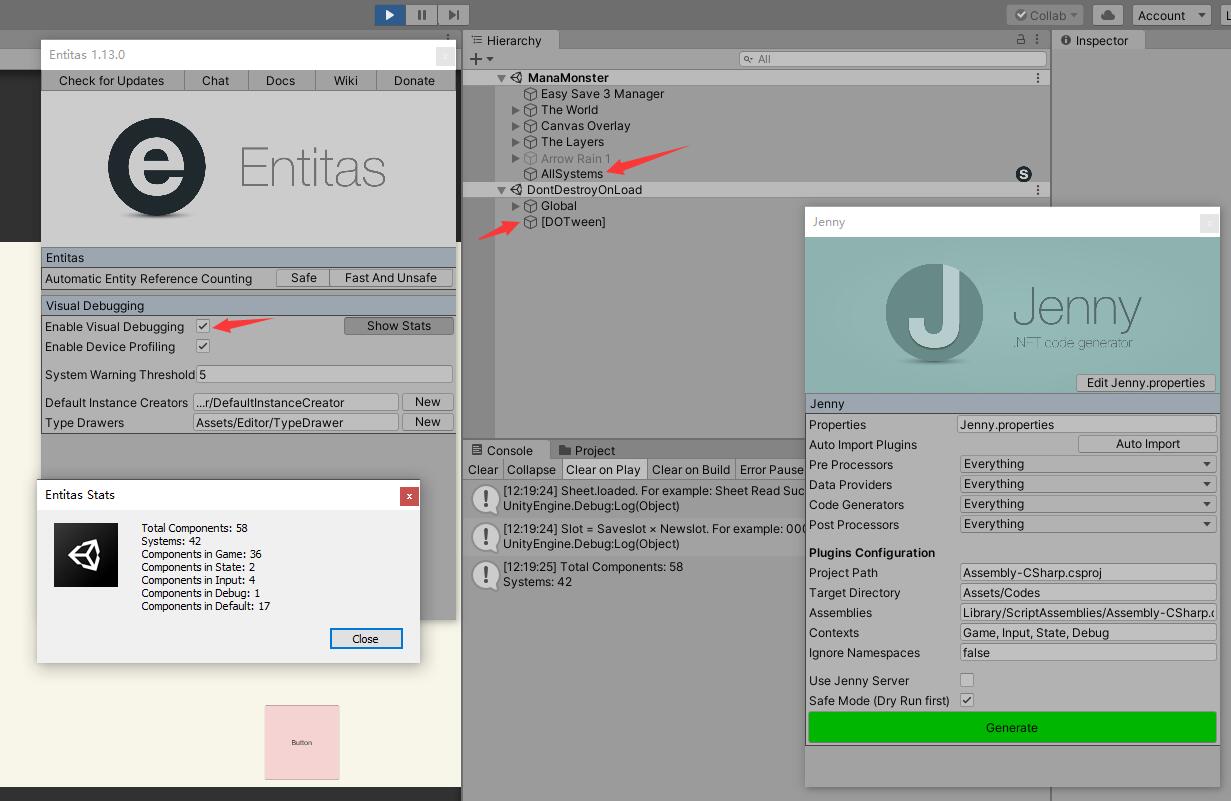 Collab
Account
L
Entitas 1.13.0
Check for Updates
Chat
Docs
Wiki
Donate
e
Entitas
Entitas
Automatic Entity Reference Counting
Safe
Fast And Unsafe
Visual Debugging
Enable Visual Debugging
Show Stats
Enable Device Profiling
System Warning Threshold
5
Default Instance Creators
...r/DefaultInstanceCreator
New
Type Drawers
Assets/Editor/TypeDrawer
New
Entitas Stats
x
Total Components: 58
Systems: 42
Components in Game: 36
Components in State: 2
Components in Input: 4
Components in Debug: 1
Components in Default: 17
Close
Button
Hierarchy
All
ManaMonster
Easy Save 3 Manager
The World
Canvas Overlay
The Layers
Arrow Rain 1
AllSystems
S
DontDestroyOnLoad
Global
[DOTween]
Inspector
Console
Project
Clear
Collapse
Clear on Play
Clear on Build
Error Pause
[12:19:24] Sheet.loaded. For example: Sheet Read Suc
UnityEngine.Debug:Log(Object)
[12:19:24] Slot = Saveslot × Newslot. For example: 000
UnityEngine.Debug:Log(Object)
[12:19:25] Total Components: 58
Systems: 42
Jenny
J
Jenny
.NET code generator
Edit Jenny.properties
Jenny
Properties
Jenny.properties
Auto Import Plugins
Auto Import
Pre Processors
Everything
Data Providers
Everything
Code Generators
Everything
Post Processors
Everything
Plugins Configuration
Project Path
Assembly-CSharp.csproj
Target Directory
Assets/Codes
Assemblies
Library/ScriptAssemblies/Assembly-CSharp.d
Contexts
Game, Input, State, Debug
Ignore Namespaces
false
Use Jenny Server
Safe Mode (Dry Run first)
Generate